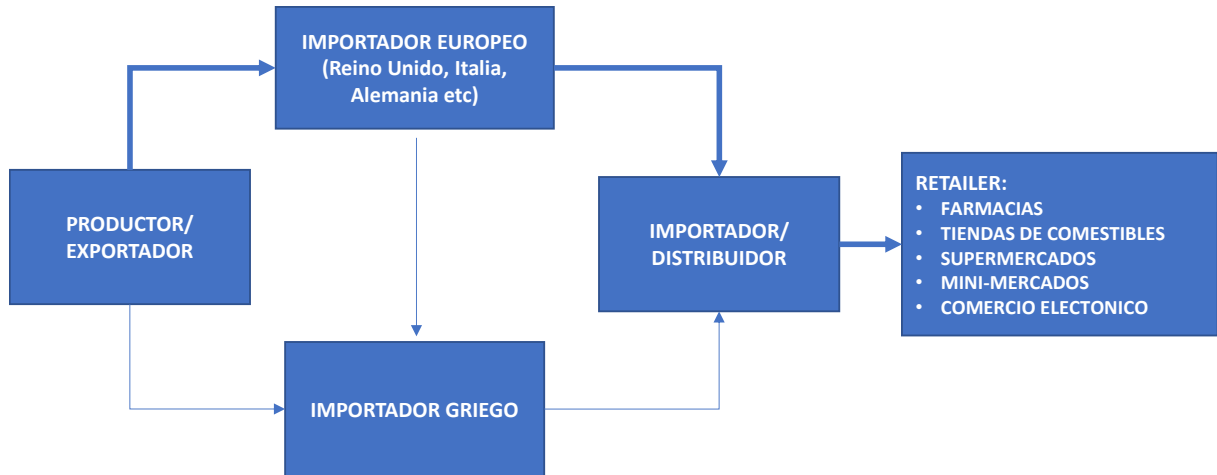 IMPORTADOR EUROPEO
(Reino Unido, Italia,
Alemania etc)
PRODUCTOR/
EXPORTADOR
IMPORTADOR/
DISTRIBUIDOR
RETAILER:
• FARMACIAS
• TIENDAS DE COMESTIBLES
• SUPERMERCADOS
• MINI-MERCADOS
• COMERCIO ELECTONICO
IMPORTADOR GRIEGO